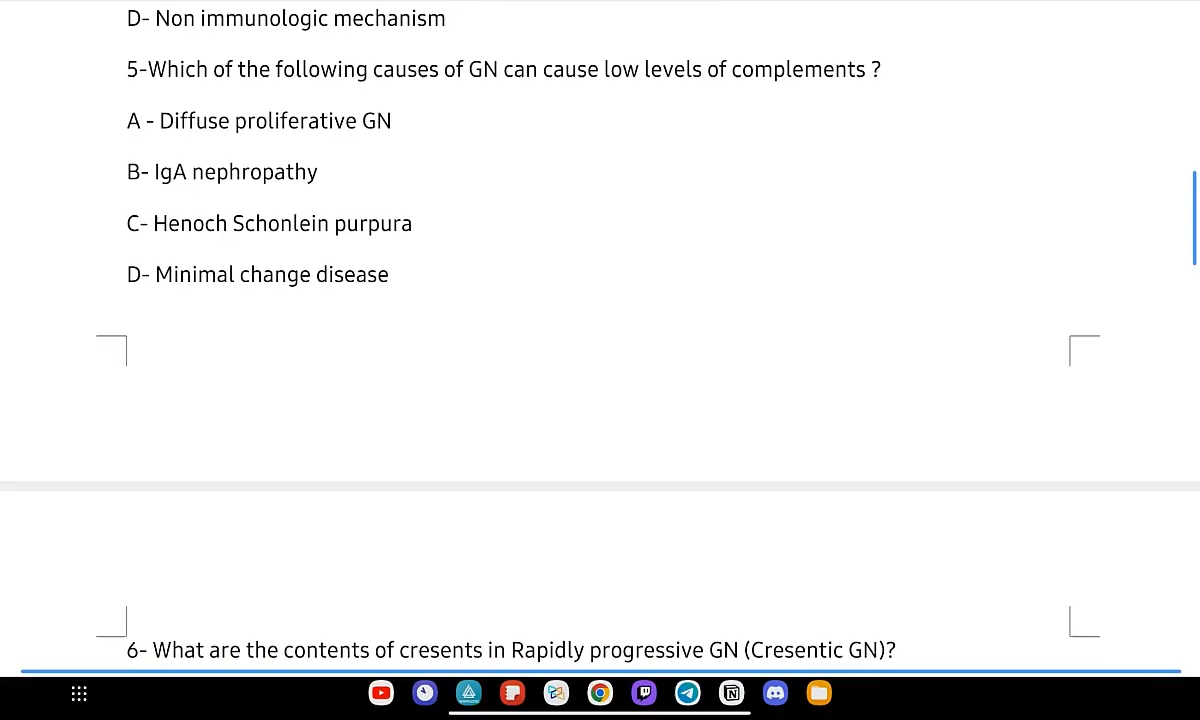 D- Non immunologic mechanism
5-Which of the following causes of GN can cause low levels of complements ?
A - Diffuse proliferative GN
B- IgA nephropathy
C- Henoch Schonlein purpura
D- Minimal change disease
6- What are the contents of cresents in Rapidly progressive GN (Cresentic GN)?